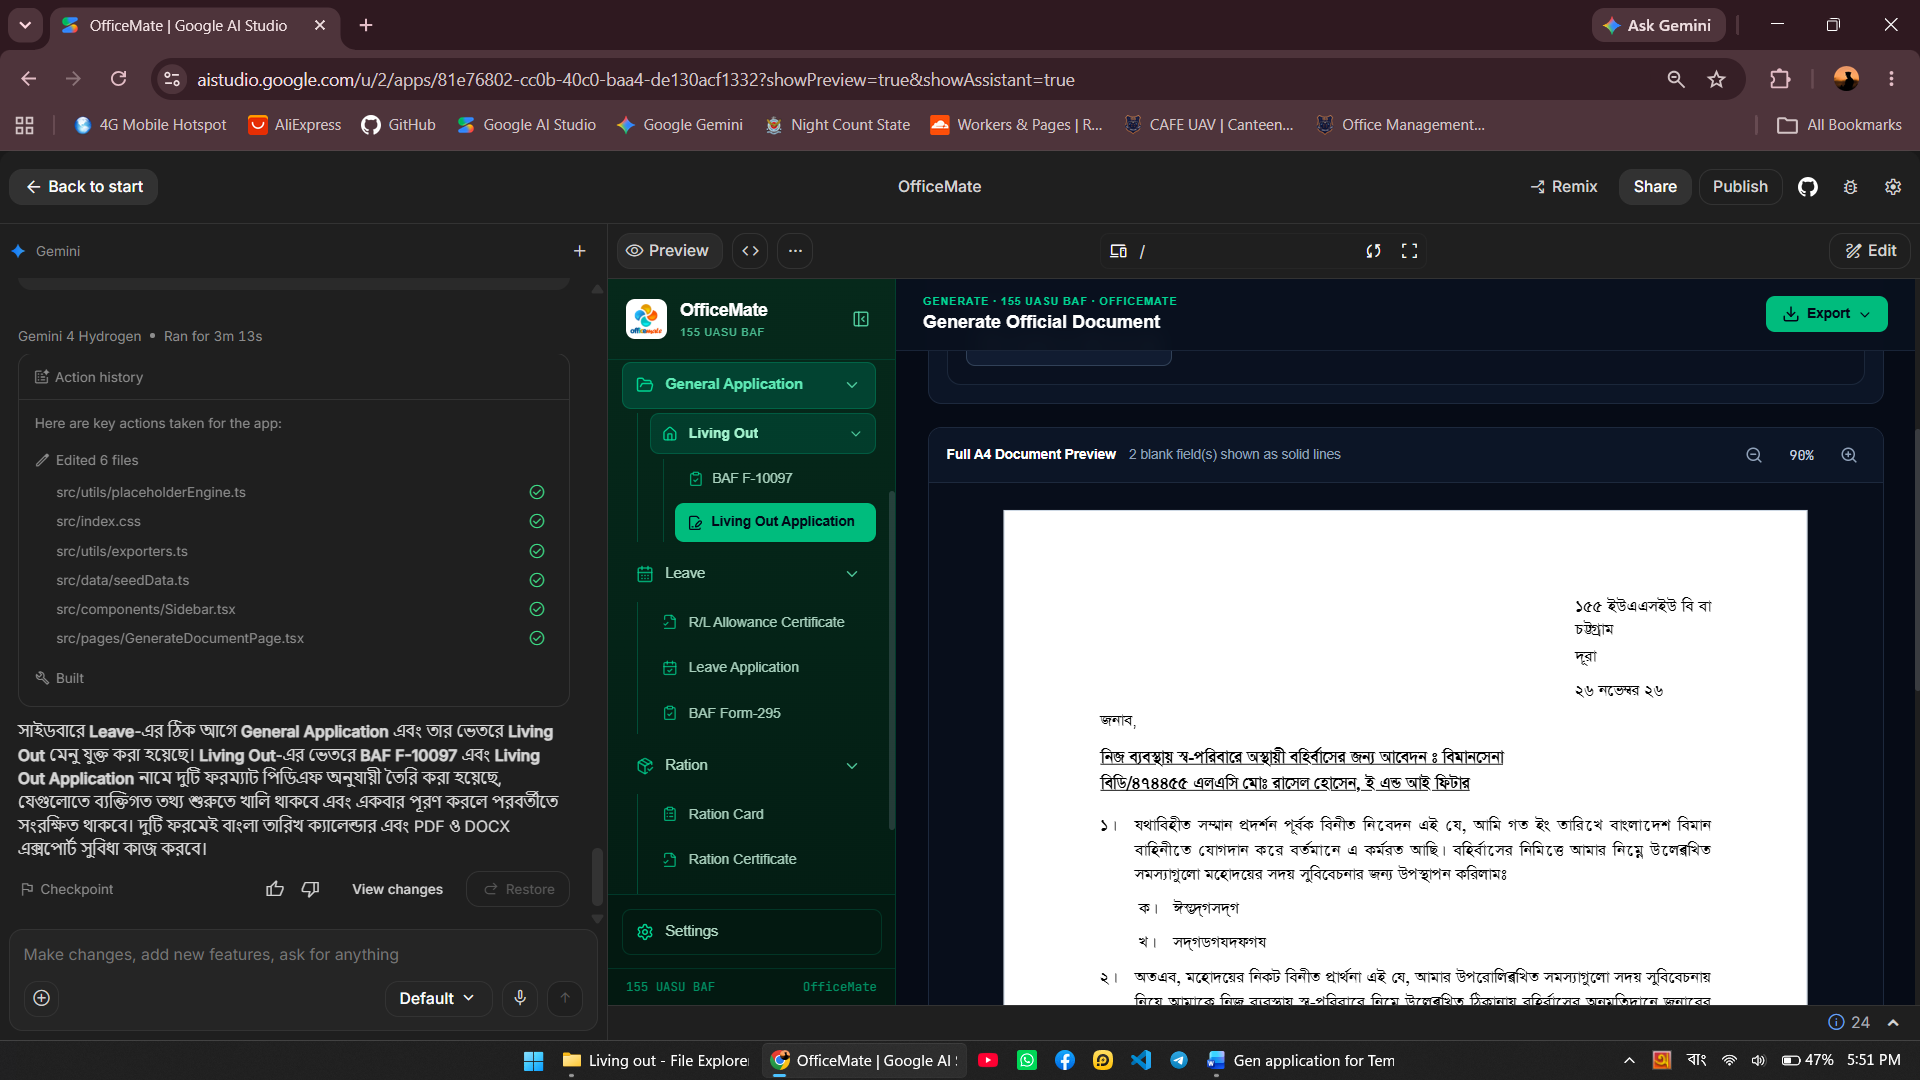 OfficeMate | Google AI Studio
Ask Gemini
aistudio.google.com/u/2/apps/81e76802-cc0b-40c0-baa4-de130acf1332?showPreview=true&showAssistant=true
4G Mobile Hotspot
AliExpress
GitHub
Google AI Studio
Google Gemini
Night Count State
Workers & Pages | R...
CAFE UAV | Canteen...
Office Management...
All Bookmarks
Back to start
OfficeMate
Remix
Share
Publish
Gemini
Preview
/
Edit
Gemini 4 Hydrogen • Ran for 3m 13s
Action history
Here are key actions taken for the app:
Edited 6 files
src/utils/placeholderEngine.ts
src/index.css
src/utils/exporters.ts
src/data/seedData.ts
src/components/Sidebar.tsx
src/pages/GenerateDocumentPage.tsx
Built
সাইডবারে Leave-এর ঠিক আগে General Application এবং তার ভেতরে Living
Out মেনু যুক্ত করা হয়েছে। Living Out-এর ভেতরে BAF F-10097 এবং Living
Out Application নামে দুটি ফরম্যাট পিডিএফ অনুযায়ী তৈরি করা হয়েছে,
যেগুলোতে ব্যক্তিগত তথ্য শুরুতে খালি থাকবে এবং একবার পূরণ করলে পরবর্তীতে
সংরক্ষিত থাকবে। দুটি ফরমেই বাংলা তারিখ ক্যালেন্ডার এবং PDF ও DOCX
এক্সপোর্ট সুবিধা কাজ করবে।
Checkpoint
View changes
Restore
Make changes, add new features, ask for anything
Default
OfficeMate
155 UASU BAF
General Application
Living Out
BAF F-10097
Living Out Application
Leave
R/L Allowance Certificate
Leave Application
BAF Form-295
Ration
Ration Card
Ration Certificate
Settings
155 UASU BAF
OfficeMate
GENERATE · 155 UASU BAF · OFFICEMATE
Generate Official Document
Export
Full A4 Document Preview
2 blank field(s) shown as solid lines
90%
১৫৫ ইউএএসইউ বি বা
চট্টগ্রাম
দূরা
২৬ নভেম্বর ২৬
জনাব,
নিজ ব্যবস্থায় স্ব-পরিবারে অস্থায়ী বহির্বাসের জন্য আবেদন ঃ বিমানসেনা
বিডি/৪৭৪৪৫৫ এলএসি মোঃ রাসেল হোসেন, ই এন্ড আই ফিটার
১। যথাবিহীত সম্মান প্রদর্শন পূর্বক বিনীত নিবেদন এই যে, আমি গত ইং তারিখে বাংলাদেশ বিমান
বাহিনীতে যোগদান করে বর্তমানে এ কর্মরত আছি। বহির্বাসের নিমিত্তে আমার নিম্নে উল্লেখিত
সমস্যাগুলো মহোদয়ের সদয় সুবিবেচনার জন্য উপস্থাপন করিলামঃ
ক।
খ। সদ্গডগযদফগয
২। অতএব, মহোদয়ের নিকট বিনীত প্রার্থনা এই যে, আমার উপরোল্লিখিত সমস্যাগুলো সদয় সুবিবেচনায়
নিয়ে আমাকে নিজ ব্যবস্থায় স্ব-পরিবারে নিম্নে উল্লেখিত ঠিকানায় বহির্বাসের অনুমতিদানে জনাবের
24
Living out - File Explorer
OfficeMate | Google AI S
Gen application for Tem
বাং
47%
5:51 PM